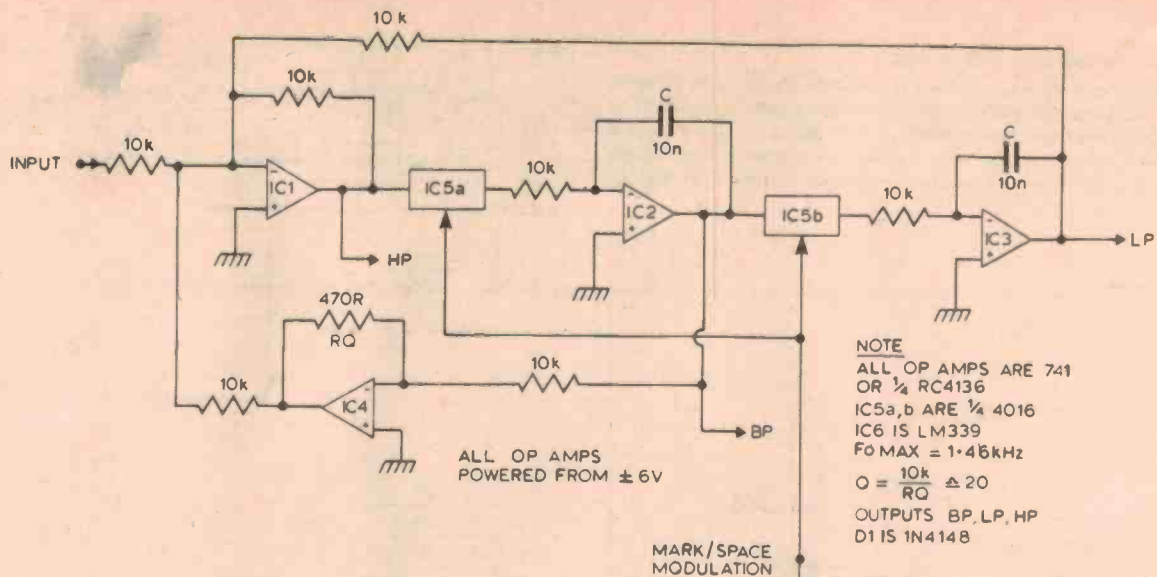 10k
10k
10k
INPUT
-
+
IC1
HP
IC5a
10k
C
10n
-
+
IC2
IC5b
10k
C
10n
-
+
IC3
LP
470R
RQ
10k
-
+
IC4
10k
BP
ALL OP AMPS
POWERED FROM ± 6V
MARK/SPACE
MODULATION
NOTE
ALL OP AMPS ARE 741
OR ¼ RC4136
IC5a,b ARE ¼ 4016
IC6 IS LM339
FO MAX = 1·46kHz
Q = 10k/RQ ≏ 20
OUTPUTS BP, LP, HP
D1 IS 1N4148